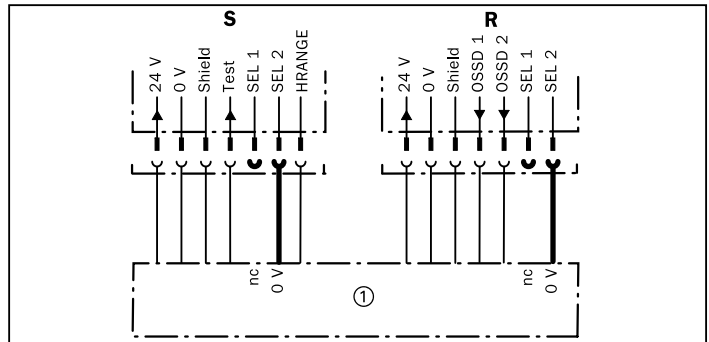 S
R
24 V
0 V
Shield
Test
SEL 1
SEL 2
HRANGE
24 V
0 V
Shield
OSSD 1
OSSD 2
SEL 1
SEL 2
nc
0 V
nc
0 V
①